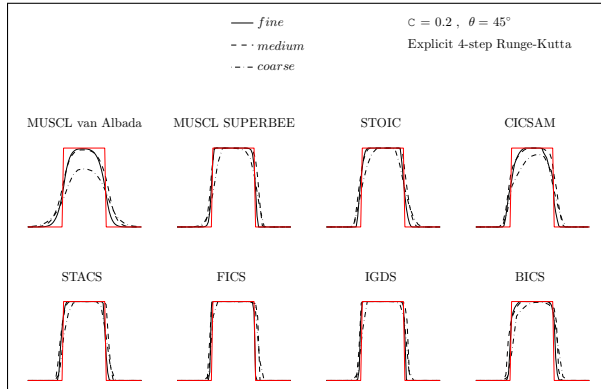 fine
medium
coarse
C = 0.2 , θ = 45°
Explicit 4-step Runge-Kutta
MUSCL van Albada
MUSCL SUPERBEE
STOIC
CICSAM
STACS
FICS
IGDS
BICS